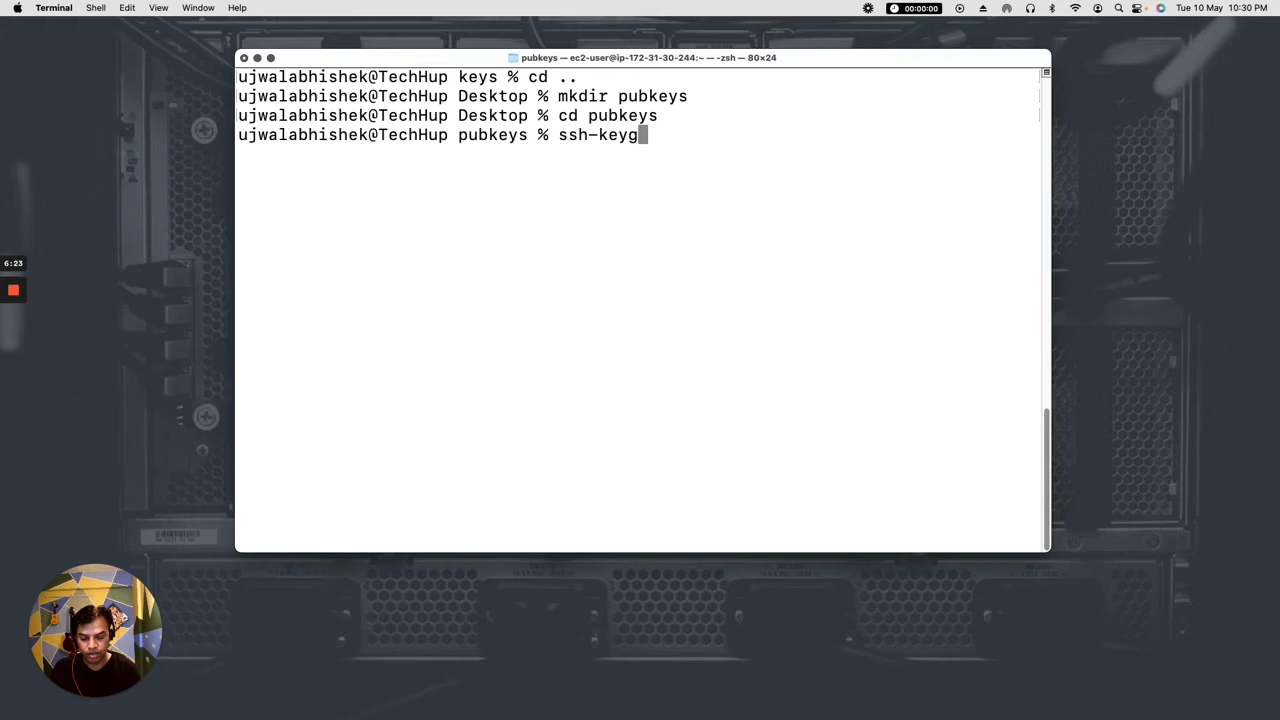 Terminal Shell Edit View Window Help 00:00:00 Tue 10 May 10:30 PM
pubkeys — ec2-user@ip-172-31-30-244:~ — -zsh — 80×24
ujwalabhishek@TechHup keys % cd ..
ujwalabhishek@TechHup Desktop % mkdir pubkeys
ujwalabhishek@TechHup Desktop % cd pubkeys
ujwalabhishek@TechHup pubkeys % ssh-keyg
6:23